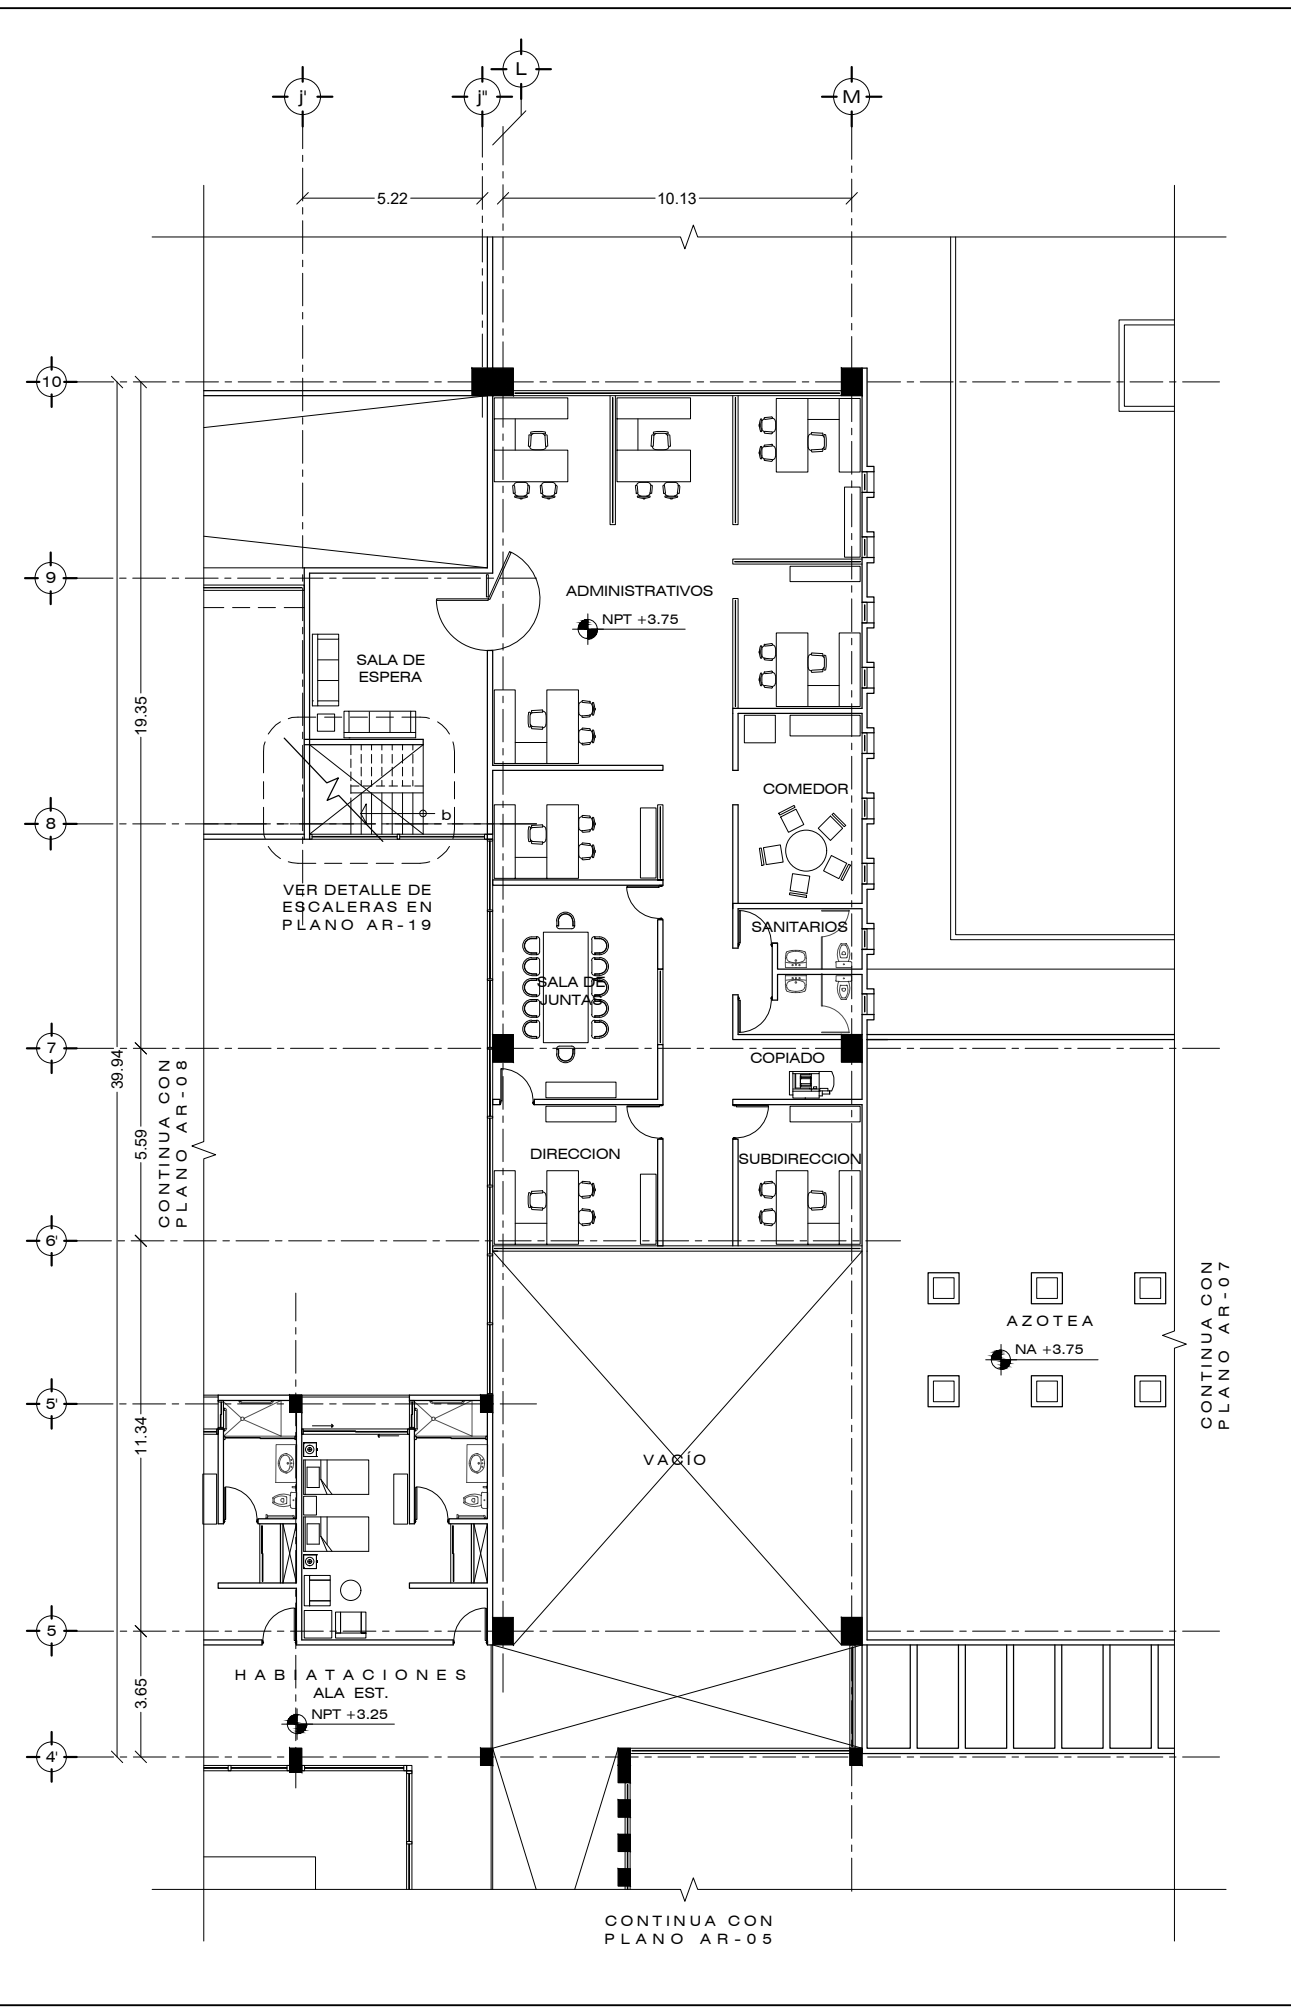 L
j'
j"
M
5.22
10.13
10
9
ADMINISTRATIVOS
NPT +3.75
SALA DE
ESPERA
19.35
COMEDOR
b
8
VER DETALLE DE
ESCALERAS EN
PLANO AR-19
SANITARIOS
SALA DE
JUNTAS
7
COPIADO
39.94
CONTINUA CON
PLANO AR-08
5.59
DIRECCION
SUBDIRECCION
6'
CONTINUA CON
PLANO AR-07
AZOTEA
NA +3.75
5'
11.34
VACÍO
5
HABIATACIONES
ALA EST.
NPT +3.25
3.65
4'
CONTINUA CON
PLANO AR-05